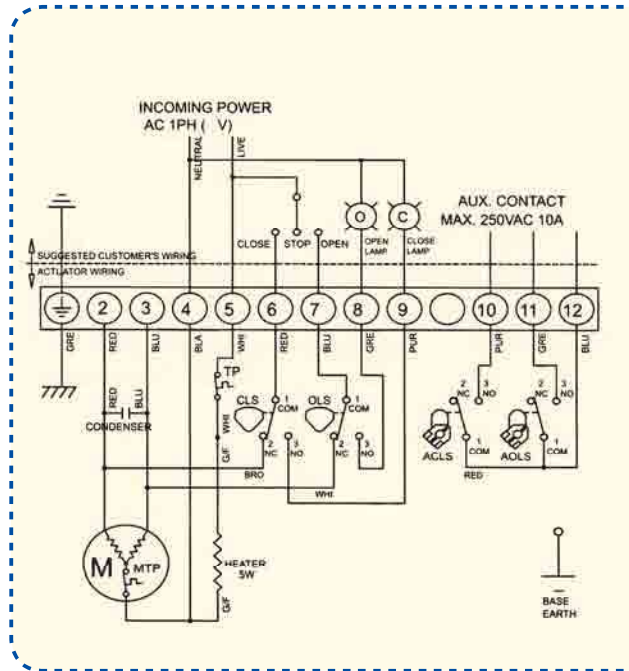 INCOMING POWER
AC 1PH ( V)
NEUTRAL
LIVE
AUX. CONTACT
MAX. 250VAC 10A
O
C
CLOSE
STOP
OPEN
OPEN
LAMP
CLOSE
LAMP
SUGGESTED CUSTOMER'S WIRING
ACTLATOR WIRING
2
3
4
5
6
7
8
9
10
11
12
GRE
RED
BLU
BLA
WHI
RED
BLU
GRE
PUR
PUR
GRE
BLU
TP
RED
BLU
CONDENSER
WHI
G/F
CLS
1
COM
2
NC
3
NO
OLS
1
COM
2
NC
3
NO
2
NC
3
NO
ACLS
1
COM
2
NC
3
NO
AOLS
1
COM
RED
BRO
WHI
M
MTP
HEATER
5W
G/F
BASE
EARTH